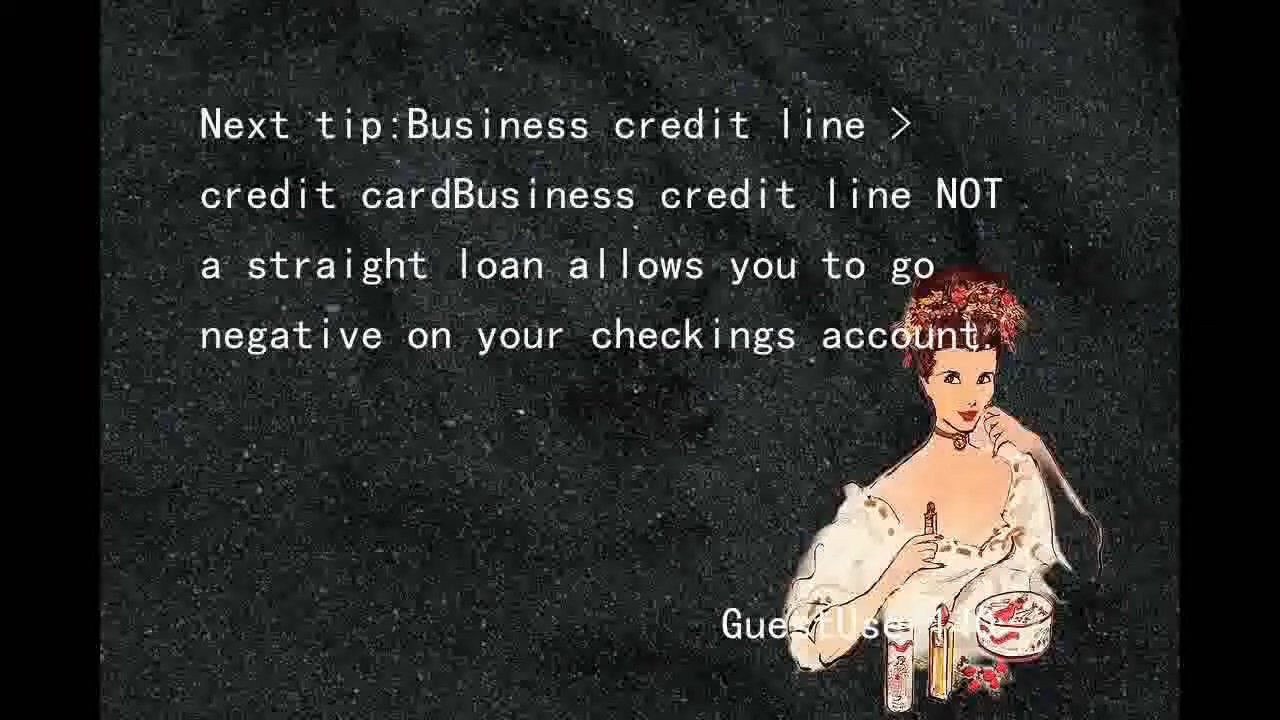 Next tip:Business credit line >
credit cardBusiness credit line NOT
a straight loan allows you to go
negative on your checkings account.